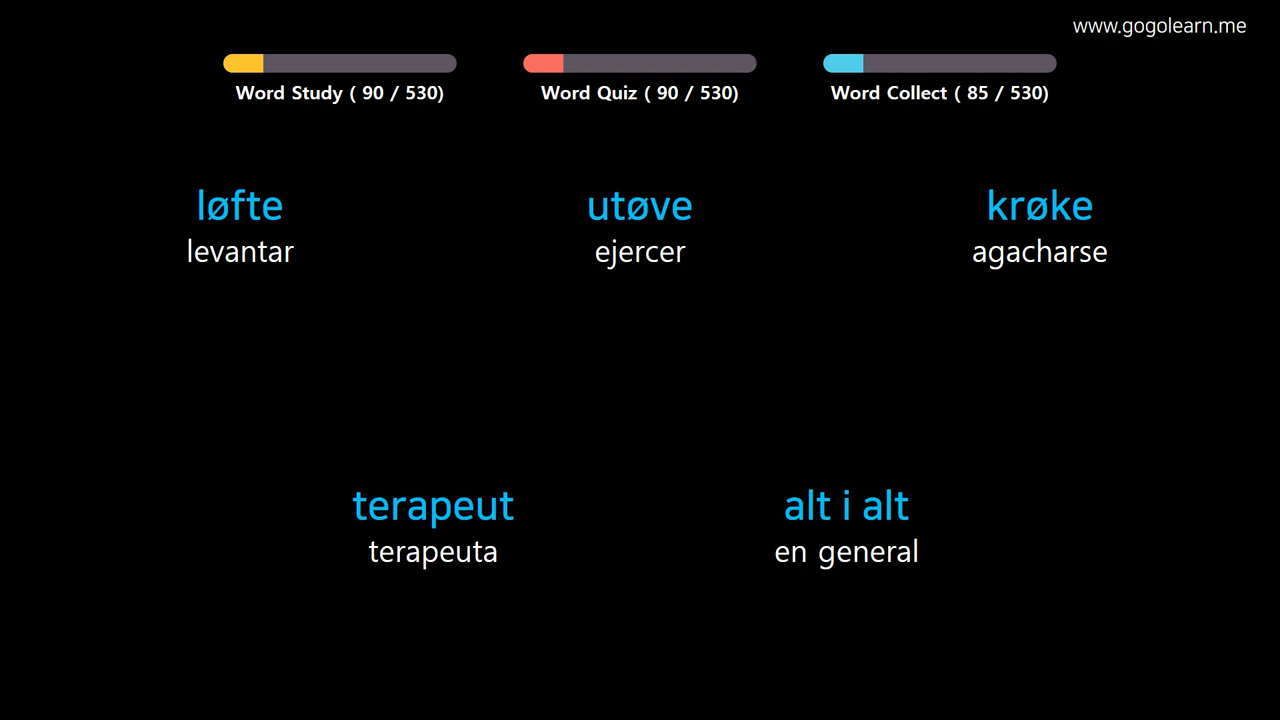 www.gogolearn.me
Word Study ( 90 / 530)
Word Quiz ( 90 / 530)
Word Collect ( 85 / 530)
løfte
levantar
utøve
ejercer
krøke
agacharse
terapeut
terapeuta
alt i alt
en general